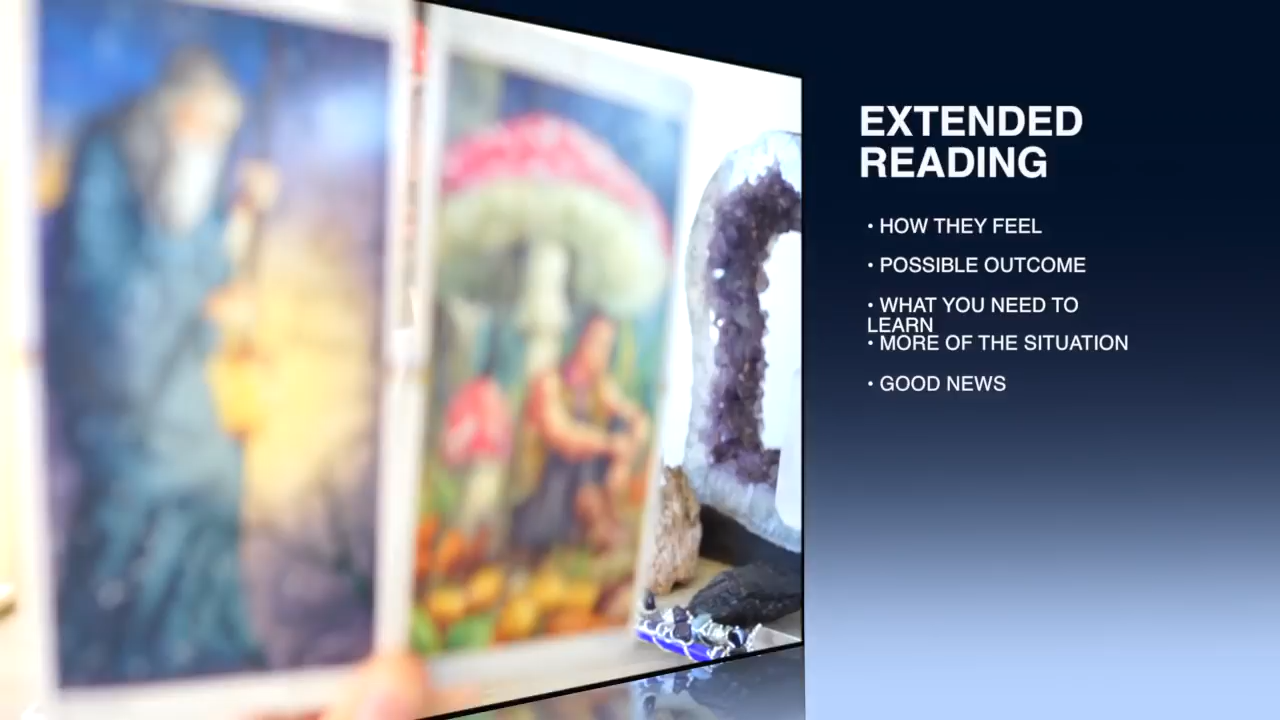 EXTENDED
READING
• HOW THEY FEEL
• POSSIBLE OUTCOME
• WHAT YOU NEED TO
LEARN
• MORE OF THE SITUATION
• GOOD NEWS